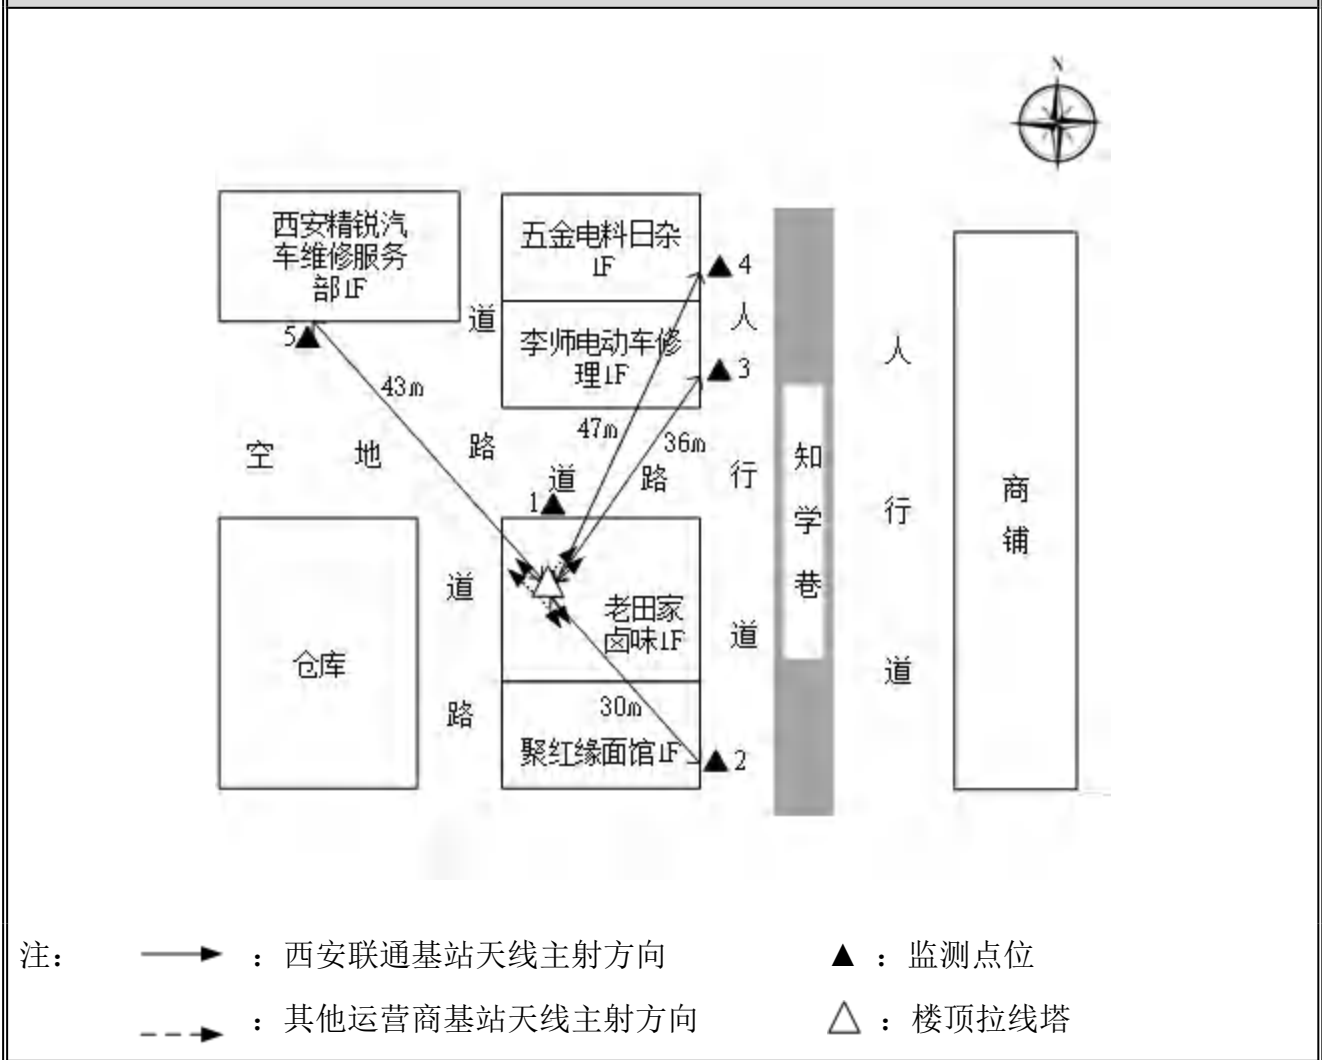 N
西安精锐汽
车维修服务
部1F
五金电料日杂
1F
4
道
人
李师电动车修
理1F
3
5
人
43m
47m
36m
空 地 路
行
知学巷
道 路
1
商铺
行
道
老田家
卤味1F
道
仓库
道
路
30m
聚红缘面馆1F
2
注：
：西安联通基站天线主射方向
▲：监测点位
：其他运营商基站天线主射方向
△：楼顶拉线塔